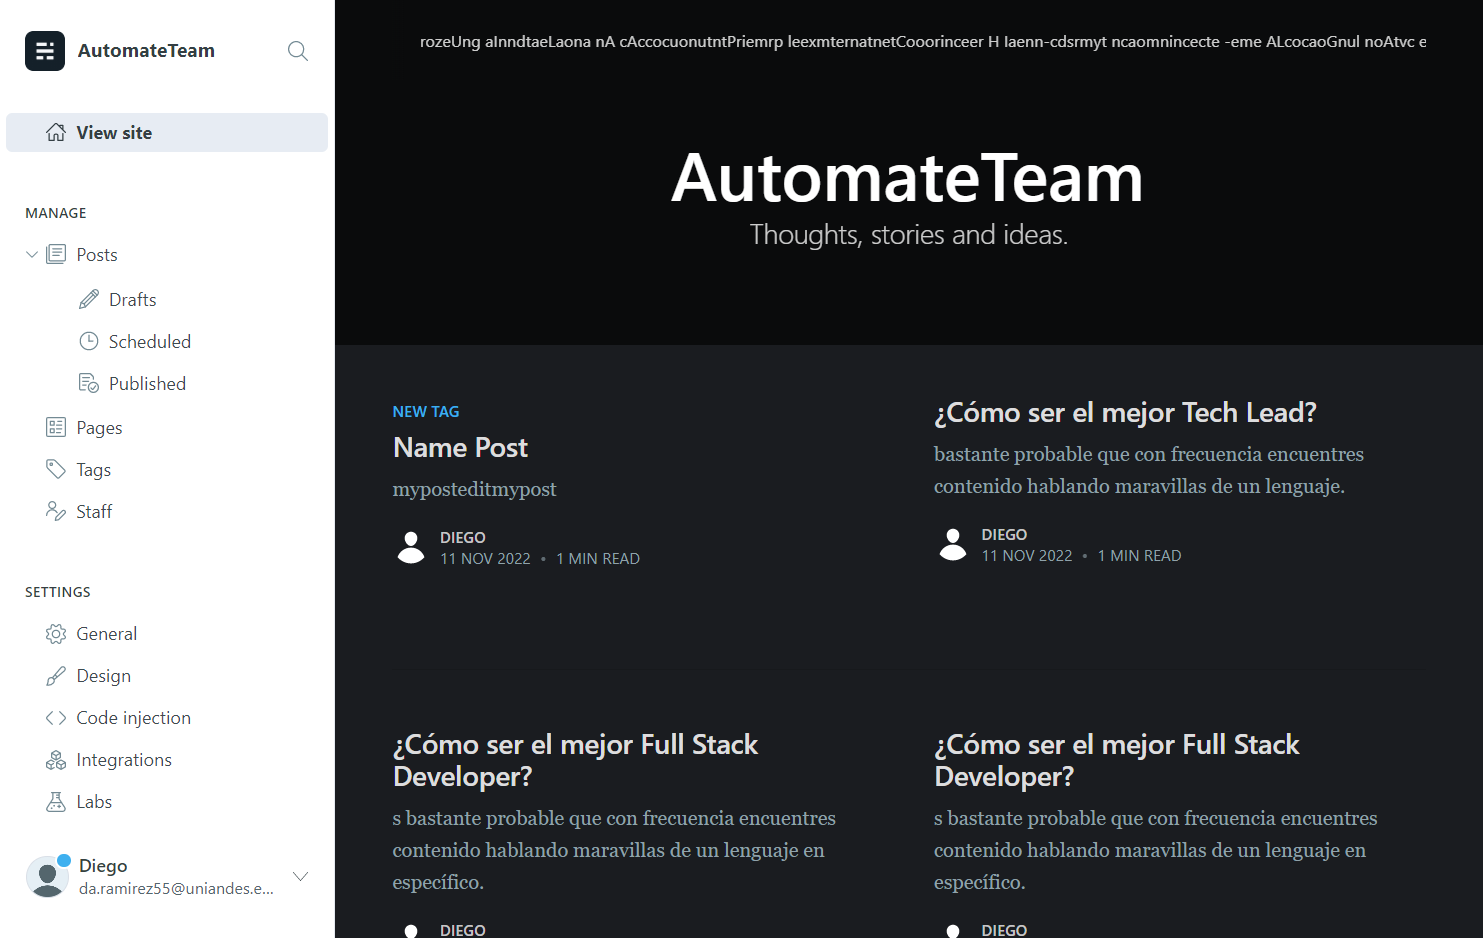 AutomateTeam
View site
MANAGE
Posts
Drafts
Scheduled
Published
Pages
Tags
Staff
SETTINGS
General
Design
Code injection
Integrations
Labs
Diego
da.ramirez55@uniandes.e...
rozeUng aInndtaeLaona nA cAccocuonutntPriemrp leexmternatnetCooorinceer H Iaenn-cdsrmyt ncaomnincecte -eme ALcocaoGnul noAtvc e
AutomateTeam
Thoughts, stories and ideas.
NEW TAG
Name Post
myposteditmypost
DIEGO
11 NOV 2022 • 1 MIN READ
¿Cómo ser el mejor Tech Lead?
bastante probable que con frecuencia encuentres
contenido hablando maravillas de un lenguaje.
DIEGO
11 NOV 2022 • 1 MIN READ
¿Cómo ser el mejor Full Stack
Developer?
s bastante probable que con frecuencia encuentres
contenido hablando maravillas de un lenguaje en
específico.
DIEGO
¿Cómo ser el mejor Full Stack
Developer?
s bastante probable que con frecuencia encuentres
contenido hablando maravillas de un lenguaje en
específico.
DIEGO